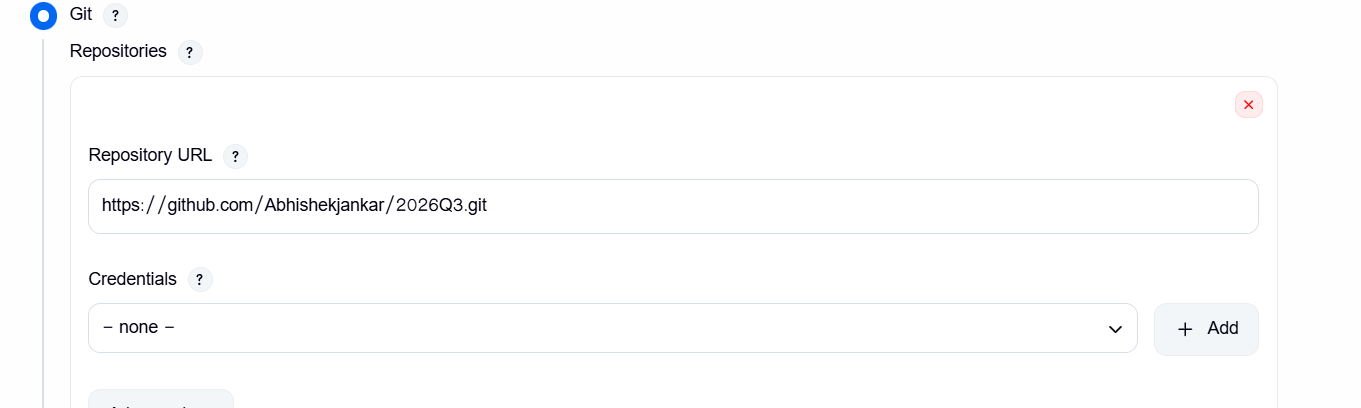 Git ?
Repositories ?
Repository URL ?
https://github.com/Abhishekjankar/2026Q3.git
Credentials ?
- none -
+ Add